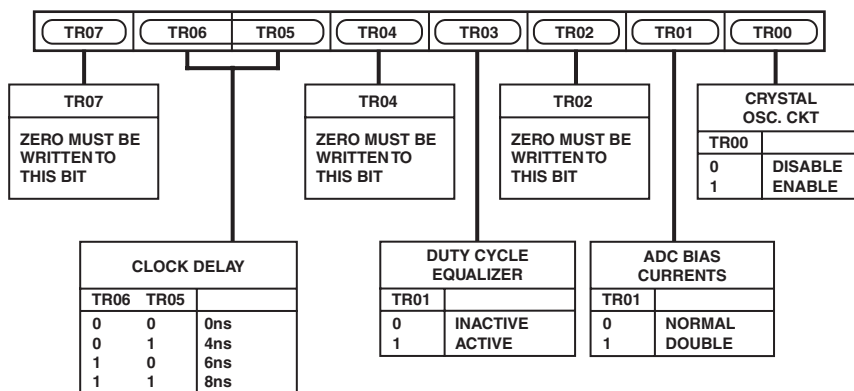 TR07 TR06 TR05 TR04 TR03 TR02 TR01 TR00
TR07
ZERO MUST BE
WRITTEN TO
THIS BIT
TR04
ZERO MUST BE
WRITTEN TO
THIS BIT
TR02
ZERO MUST BE
WRITTEN TO
THIS BIT
CRYSTAL
OSC. CKT
TR00
0 DISABLE
1 ENABLE
CLOCK DELAY
TR06 TR05
0 0 0ns
0 1 4ns
1 0 6ns
1 1 8ns
DUTY CYCLE
EQUALIZER
TR01
0 INACTIVE
1 ACTIVE
ADC BIAS
CURRENTS
TR01
0 NORMAL
1 DOUBLE